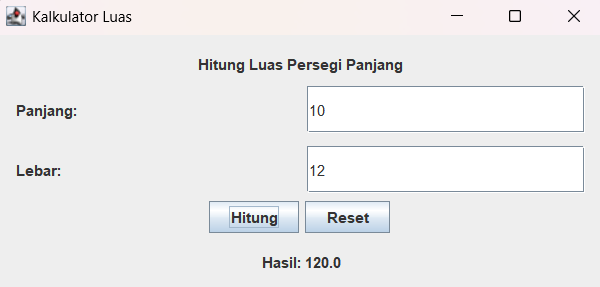 Kalkulator Luas
Hitung Luas Persegi Panjang
Panjang: 10
Lebar: 12
Hitung Reset
Hasil: 120.0